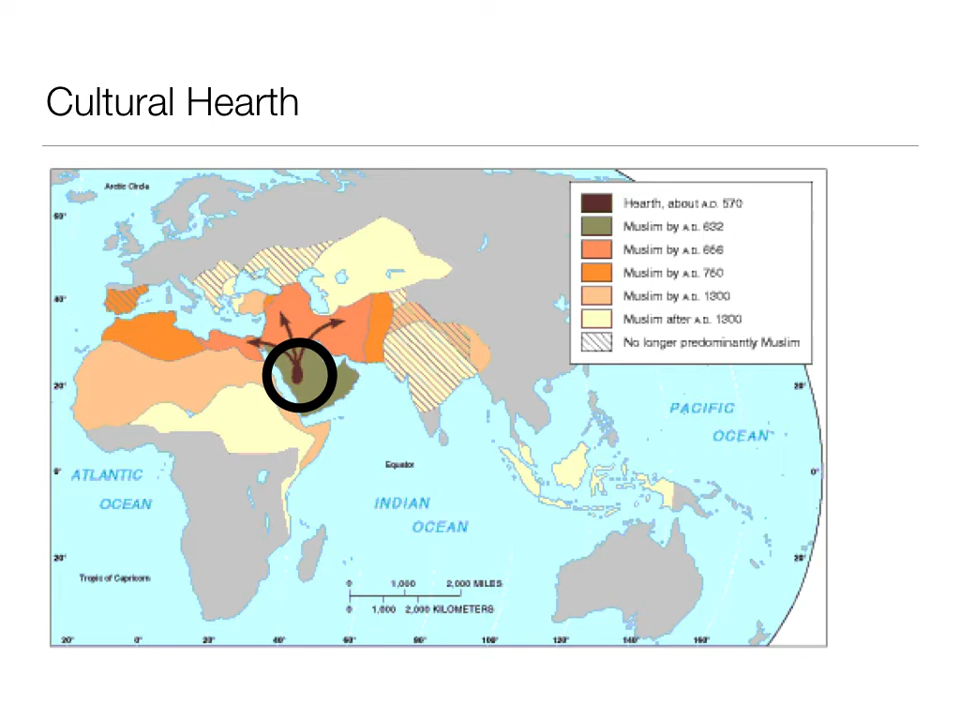 Cultural Hearth
Arctic Circle
Hearth, about A.D. 570
Muslim by A.D. 632
Muslim by A.D. 656
Muslim by A.D. 750
Muslim by A.D. 1300
Muslim after A.D. 1300
No longer predominantly Muslim
60°
40°
20°
20°
PACIFIC
OCEAN
Equator
0°
0°
ATLANTIC
OCEAN
INDIAN
OCEAN
20°
20°
Tropic of Capricorn
0 1,000 2,000 MILES
0 1,000 2,000 KILOMETERS
20° 0° 20° 40° 60° 80° 100° 120° 140° 160°